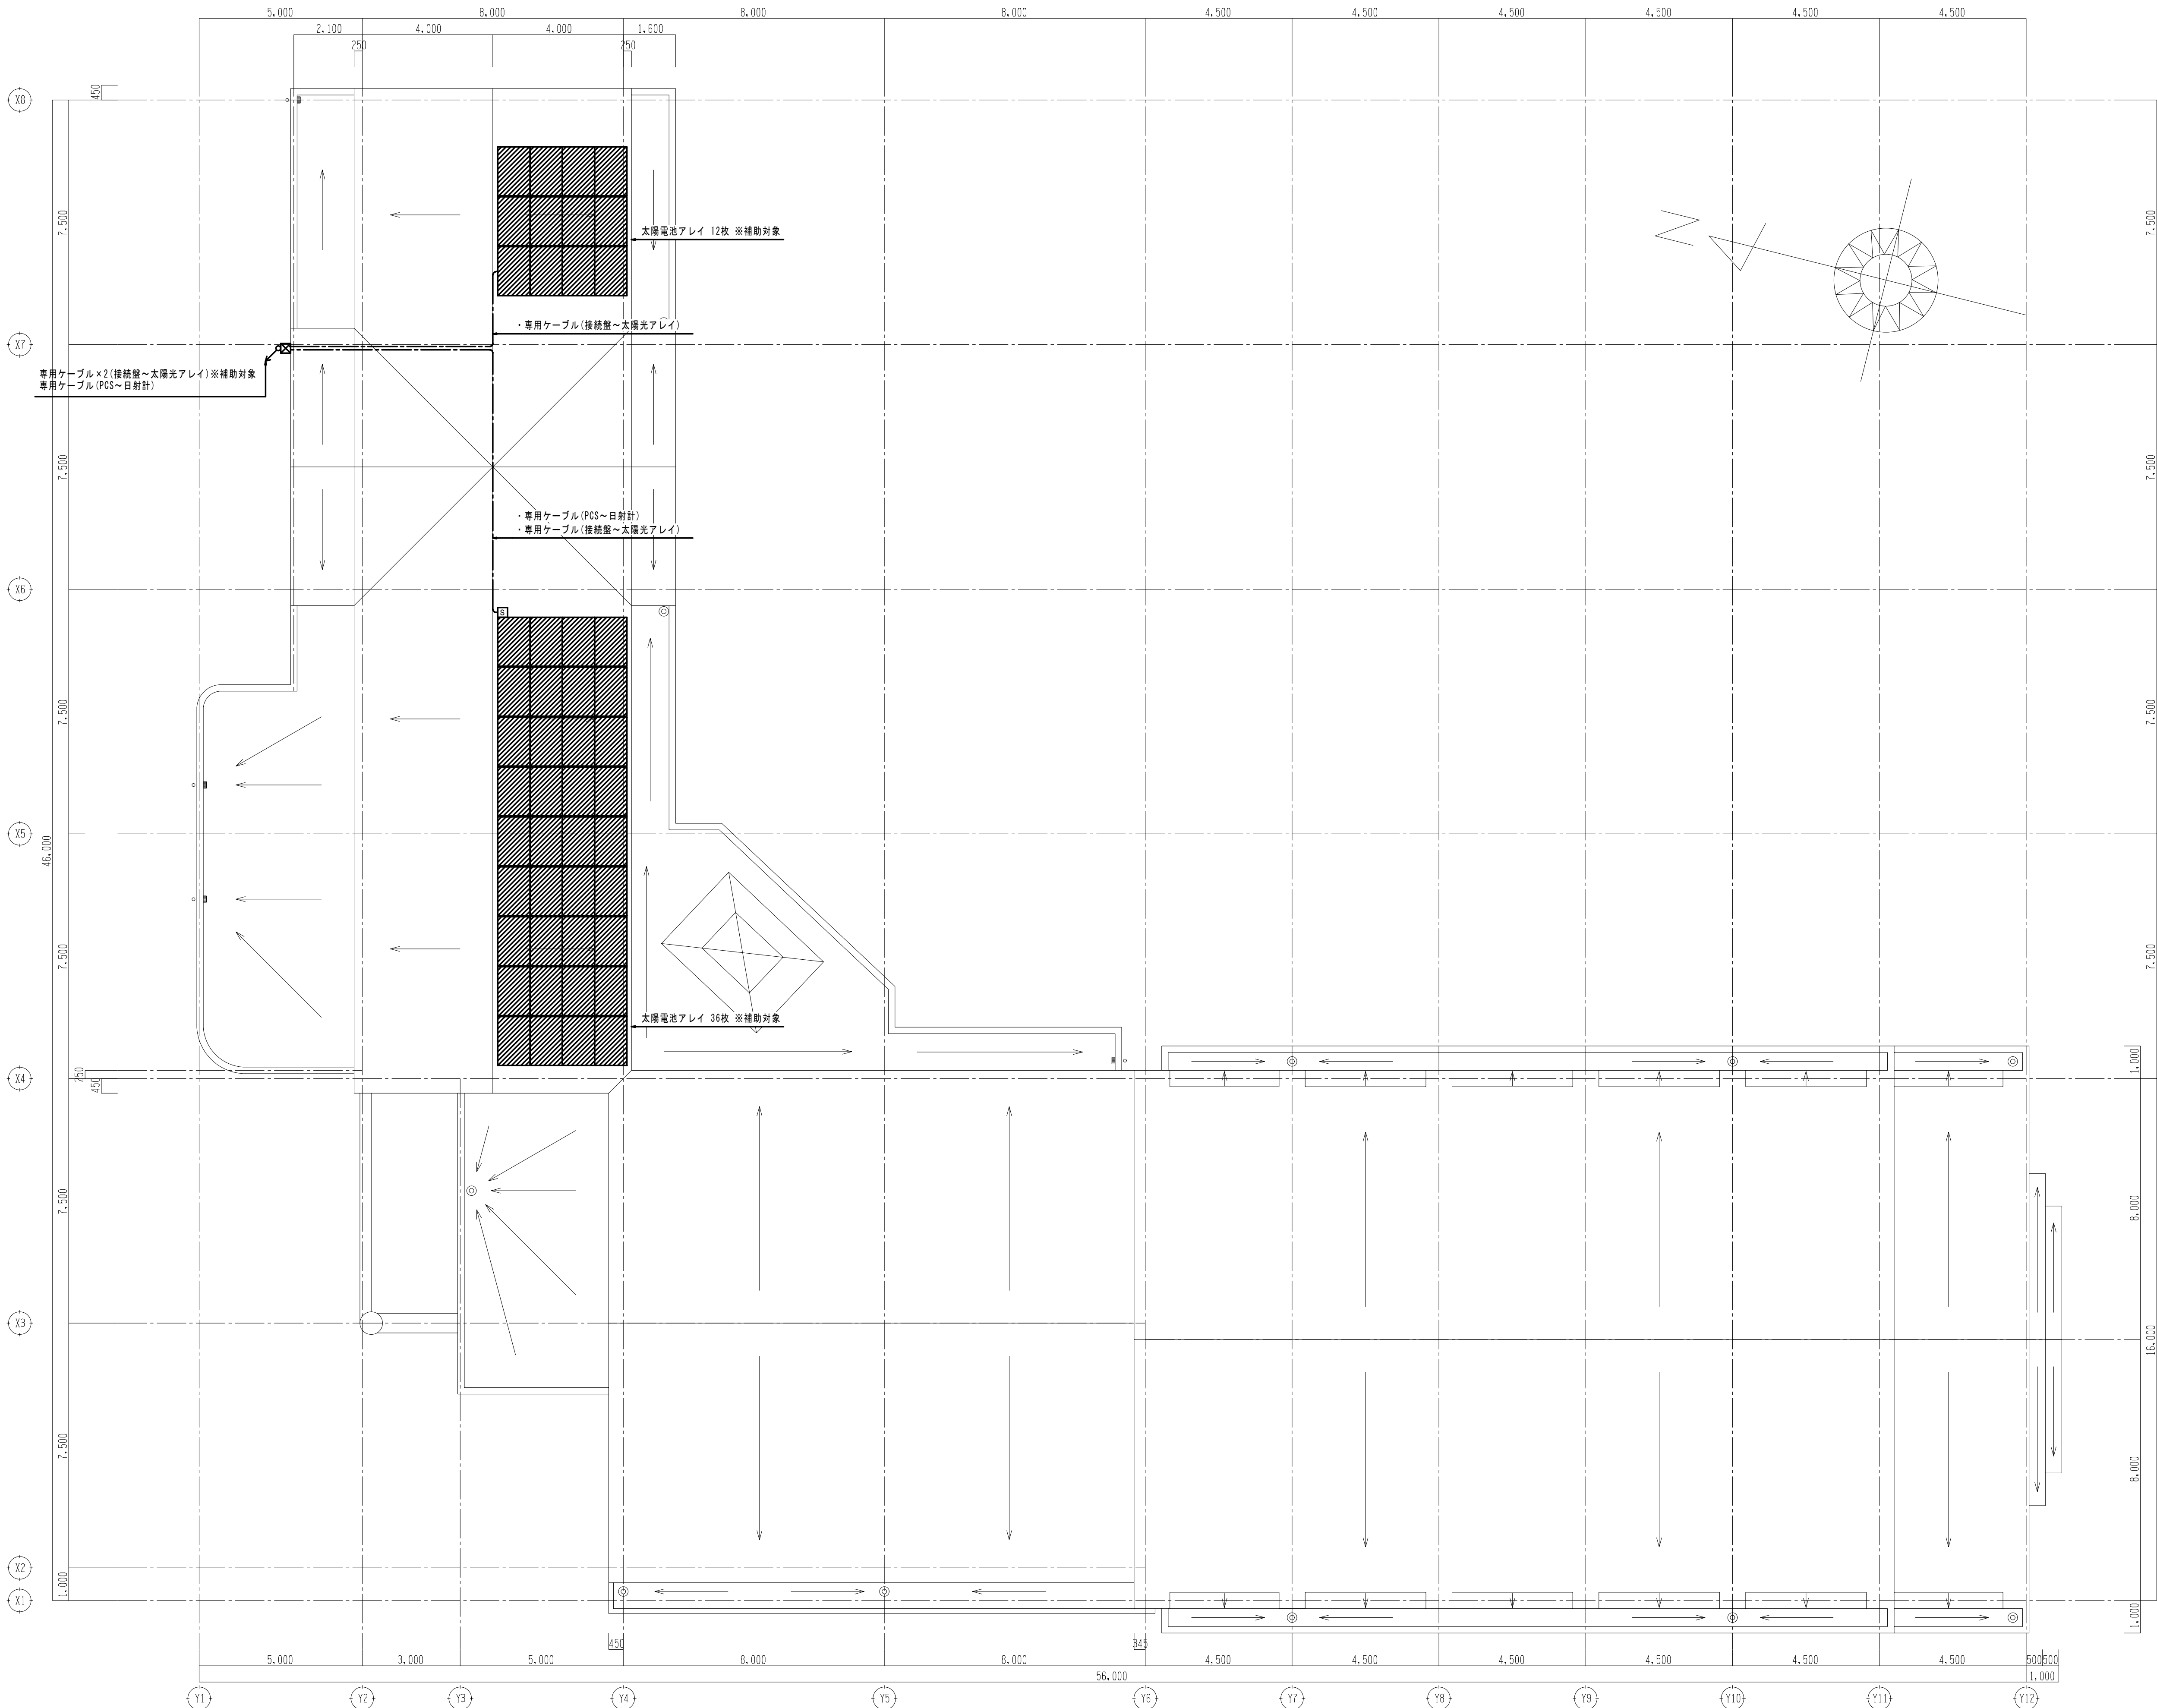 5.000 8.000 8.000 8.000 4.500 4.500 4.500 4.500 4.500 4.500
2.100 4.000 4.000 1.600
250 250
X8 450
7.500 7.500
太陽電池アレイ 12枚 ※補助対象
・専用ケーブル(接続盤～太陽光アレイ)
X7
専用ケーブル×2(接続盤～太陽光アレイ)※補助対象
専用ケーブル(PCS～日射計)
7.500 7.500
・専用ケーブル(PCS～日射計)
・専用ケーブル(接続盤～太陽光アレイ)
X6
S
7.500 7.500
X5
46.000
7.500 7.500
太陽電池アレイ 36枚 ※補助対象
250 1.000
X4 450
7.500 8.000
X3
16.000
7.500 8.000
X2
1.000
X1
1.000
450 345
5.000 3.000 5.000 8.000 8.000 4.500 4.500 4.500 4.500 4.500 4.500 500 500
56.000 1.000
Y1 Y2 Y3 Y4 Y5 Y6 Y7 Y8 Y9 Y10 Y11 Y12